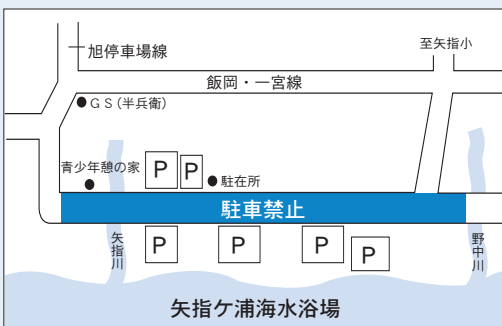 旭停車場線
至矢指小
飯岡・一宮線
GS(半兵衛)
青少年憩の家
P
P
駐在所
駐車禁止
矢指川
P
P
P
P
野中川
矢指ケ浦海水浴場